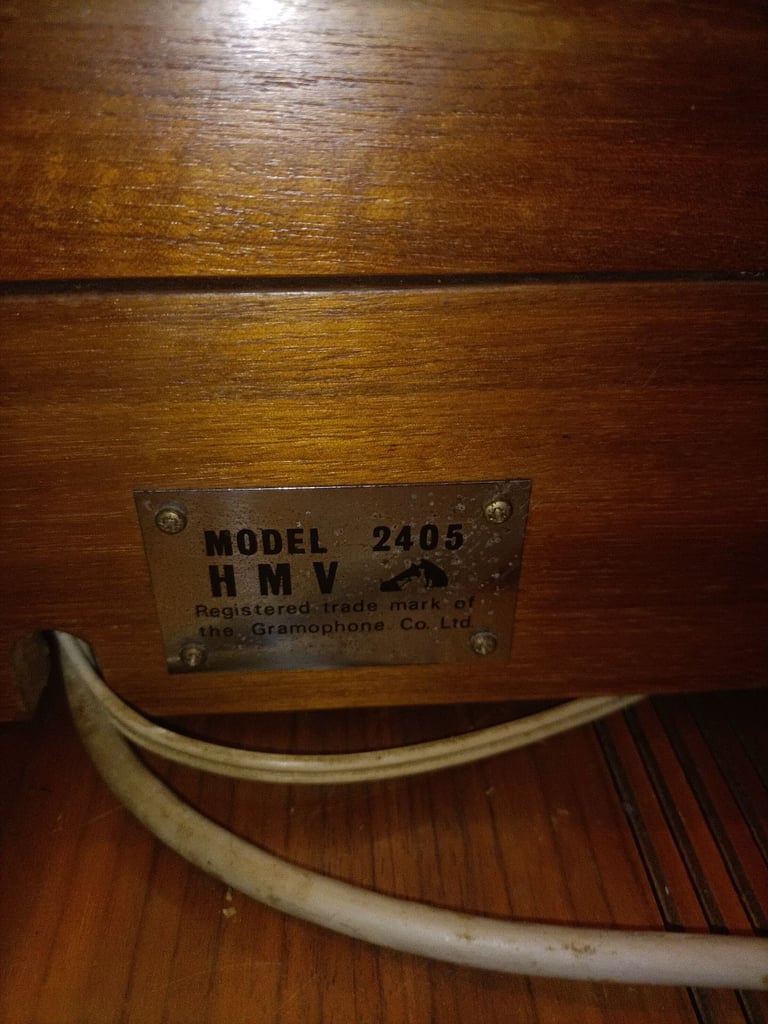 MODEL 2405
HMV
Registered trade mark of
the Gramophone Co. Ltd.